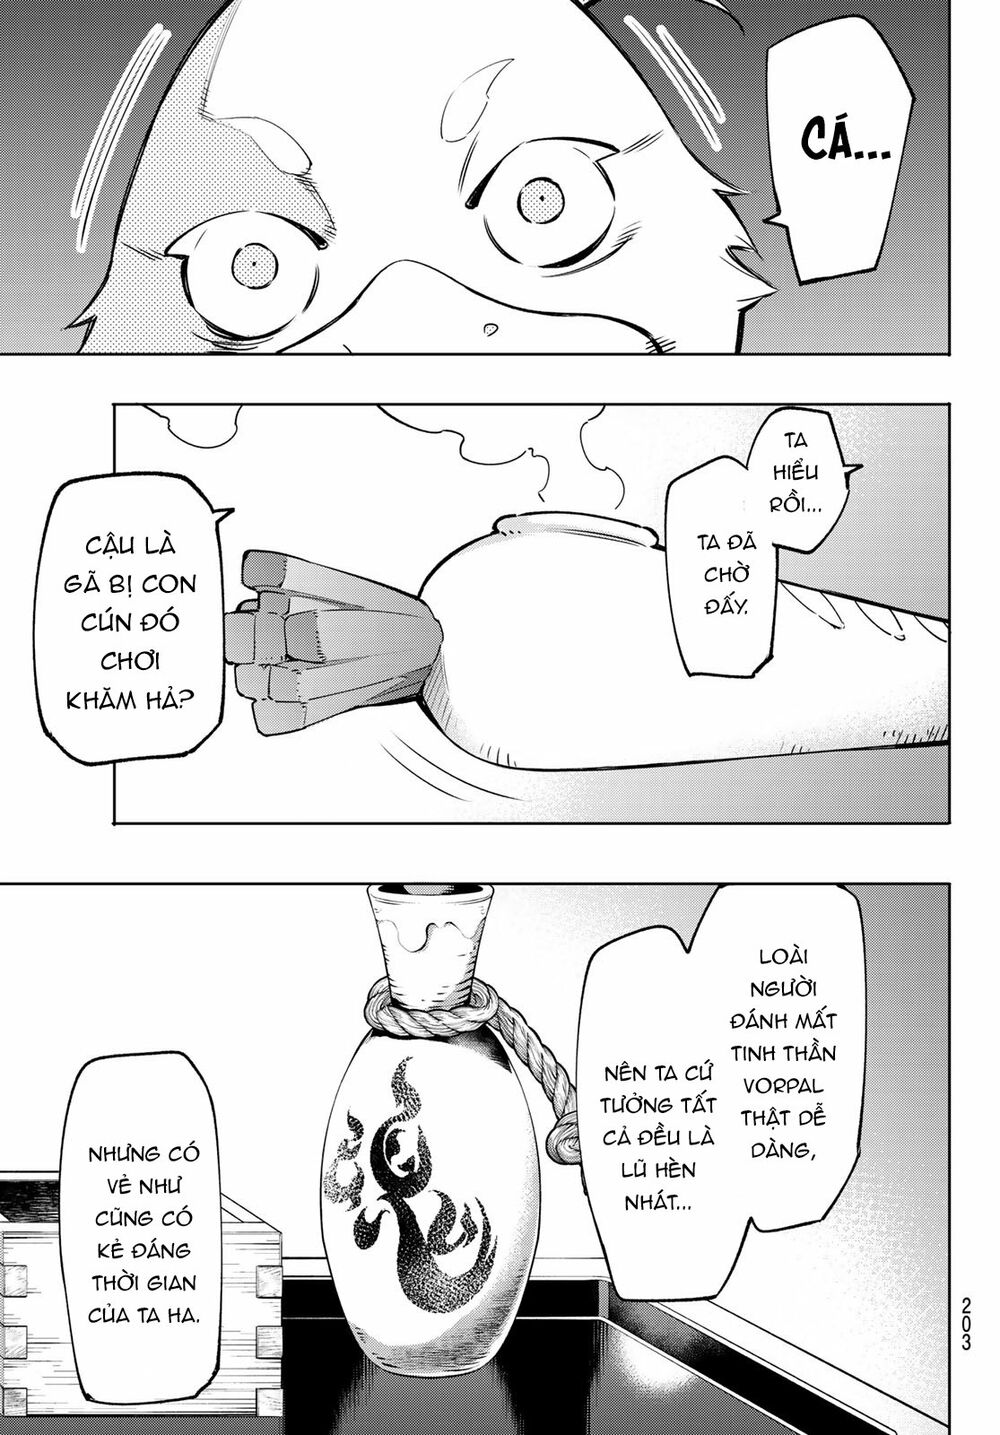 CÁ...
TA
HIỂU
RỒI...
TA ĐÃ
CHỜ
ĐẤY.
CẬU LÀ
GÃ BỊ CON
CÚN ĐÓ
CHƠI
KHĂM HẢ?
LOÀI
NGƯỜI
ĐÁNH MẤT
TINH THẦN
VORPAL
THẬT DỄ
DÀNG,
NÊN TA CỨ
TƯỞNG TẤT
CẢ ĐỀU LÀ
LŨ HÈN
NHÁT...
NHƯNG CÓ
VẺ NHƯ
CŨNG CÓ
KẺ ĐÁNG
THỜI GIAN
CỦA TA HA.
203